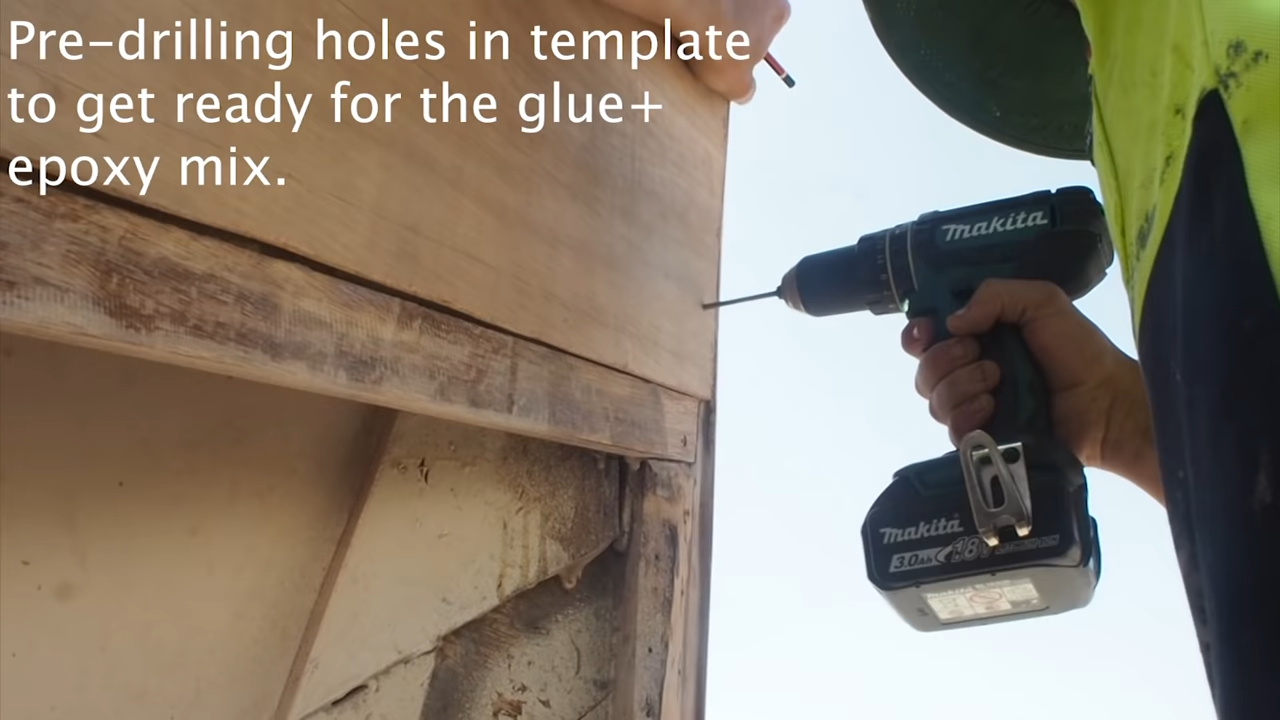 Pre-drilling holes in template
to get ready for the glue+
epoxy mix.
makita
makita
3.0Ah 18V